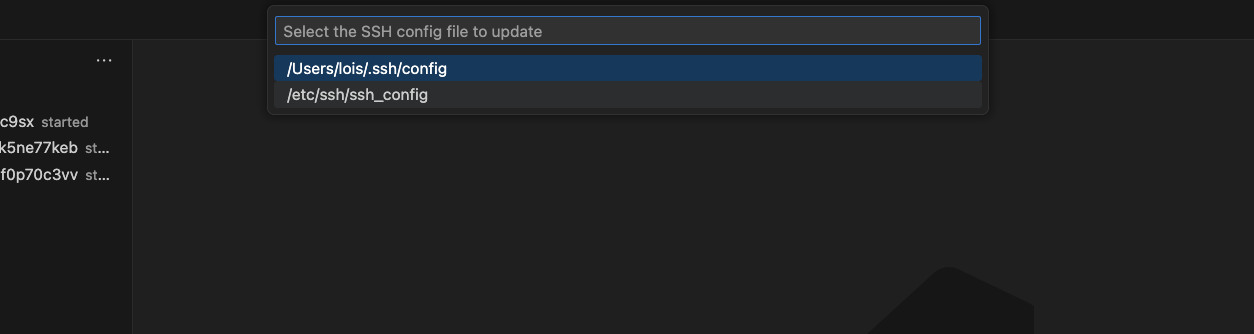 Select the SSH config file to update
/Users/lois/.ssh/config
/etc/ssh/ssh_config
...
c9sx started
k5ne77keb st...
f0p70c3vv st...